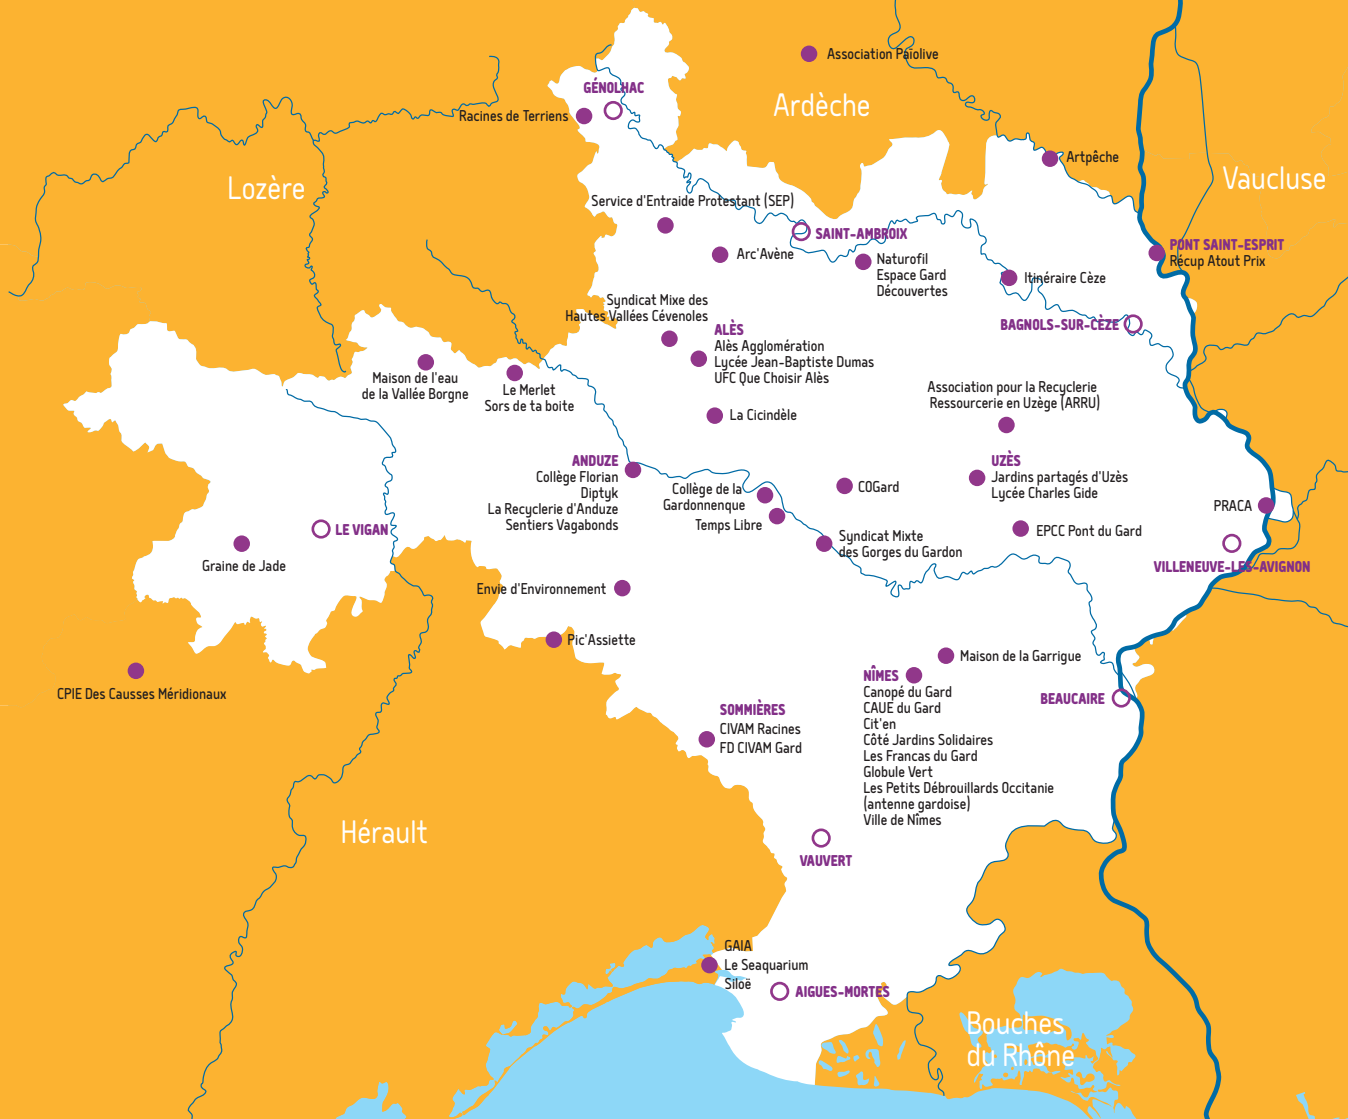 Association Païolive
Ardèche
GÉNOLHAC
Racines de Terriens
Artpêche
Vaucluse
Lozère
Service d'Entraide Protestant (SEP)
SAINT-AMBROIX
PONT SAINT-ESPRIT
Récup Atout Prix
Arc'Avène
Naturofil
Espace Gard
Découvertes
Itinéraire Cèze
Syndicat Mixe des
Hautes Vallées Cévenoles
BAGNOLS-SUR-CÈZE
ALÈS
Alès Agglomération
Lycée Jean-Baptiste Dumas
UFC Que Choisir Alès
Maison de l'eau
de la Vallée Borgne
Le Merlet
Sors de ta boite
Association pour la Recyclerie
Ressourcerie en Uzège (ARRU)
La Cicindèle
ANDUZE
Collège Florian
Diptyk
La Recyclerie d'Anduze
Sentiers Vagabonds
UZÈS
Jardins partagés d'Uzès
Lycée Charles Gide
Collège de la
Gardonnenque
Temps Libre
COGard
PRACA
LE VIGAN
EPCC Pont du Gard
Syndicat Mixte
des Gorges du Gardon
Graine de Jade
VILLENEUVE-LES-AVIGNON
Envie d'Environnement
Pic'Assiette
Maison de la Garrigue
CPIE Des Causses Méridionaux
NÎMES
Canopé du Gard
CAUE du Gard
Cit'en
Côté Jardins Solidaires
Les Francas du Gard
Globule Vert
Les Petits Débrouillards Occitanie
(antenne gardoise)
Ville de Nîmes
BEAUCAIRE
SOMMIÈRES
CIVAM Racines
FD CIVAM Gard
Hérault
VAUVERT
GAIA
Le Seaquarium
Siloë
AIGUES-MORTES
Bouches
du Rhône